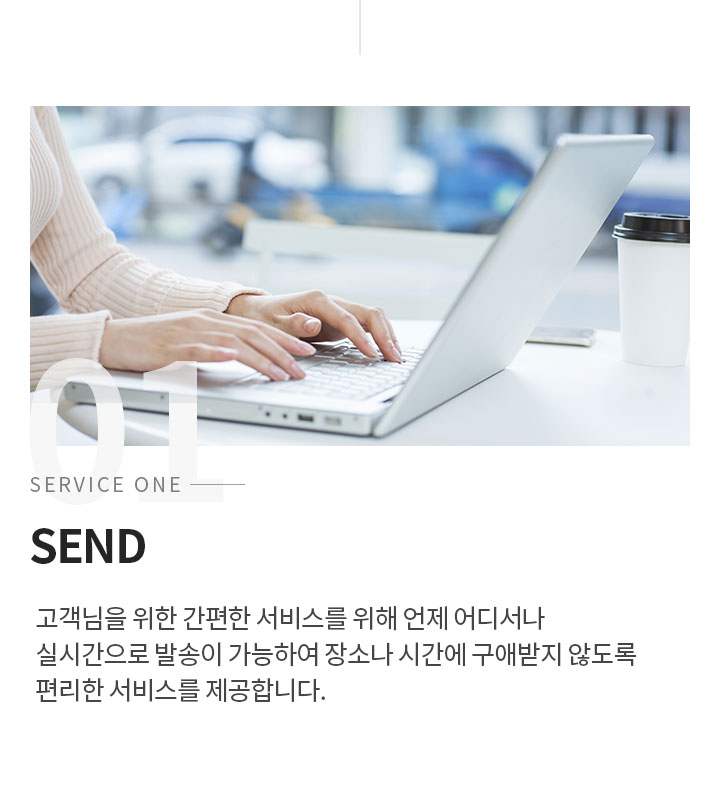 01
SERVICE ONE
SEND
고객님을 위한 간편한 서비스를 위해 언제 어디서나
실시간으로 발송이 가능하여 장소나 시간에 구애받지 않도록
편리한 서비스를 제공합니다.